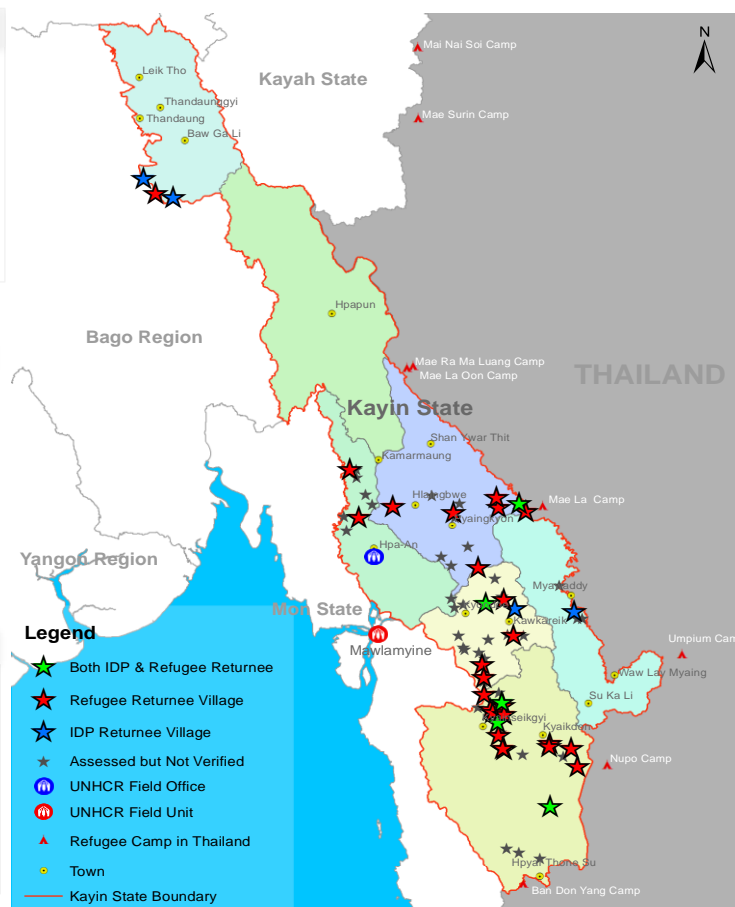 N
Mai Nai Soi Camp
Leik Tho
Kayah State
Thandaunggyi
Thandaung
Mae Surin Camp
Baw Ga Li
Hpapun
Bago Region
Mae Ra Ma Luang Camp
Mae La Oon Camp
THAILAND
Kayin State
Shan Ywar Thit
Kamarmaung
Hlaingbwe
Mae La Camp
Hpa-An
Yangon Region
Mon State
Kawkareik
Umpium Cam
Mawlamyine
Waw Lay Myaing
Su Ka Li
Kyaikdon
Nupo Camp
Hpyar Thone Su
Ban Don Yang Camp
Legend
Both IDP & Refugee Returnee
Refugee Returnee Village
IDP Returnee Village
Assessed but Not Verified
UNHCR Field Office
UNHCR Field Unit
Refugee Camp in Thailand
Town
Kayin State Boundary